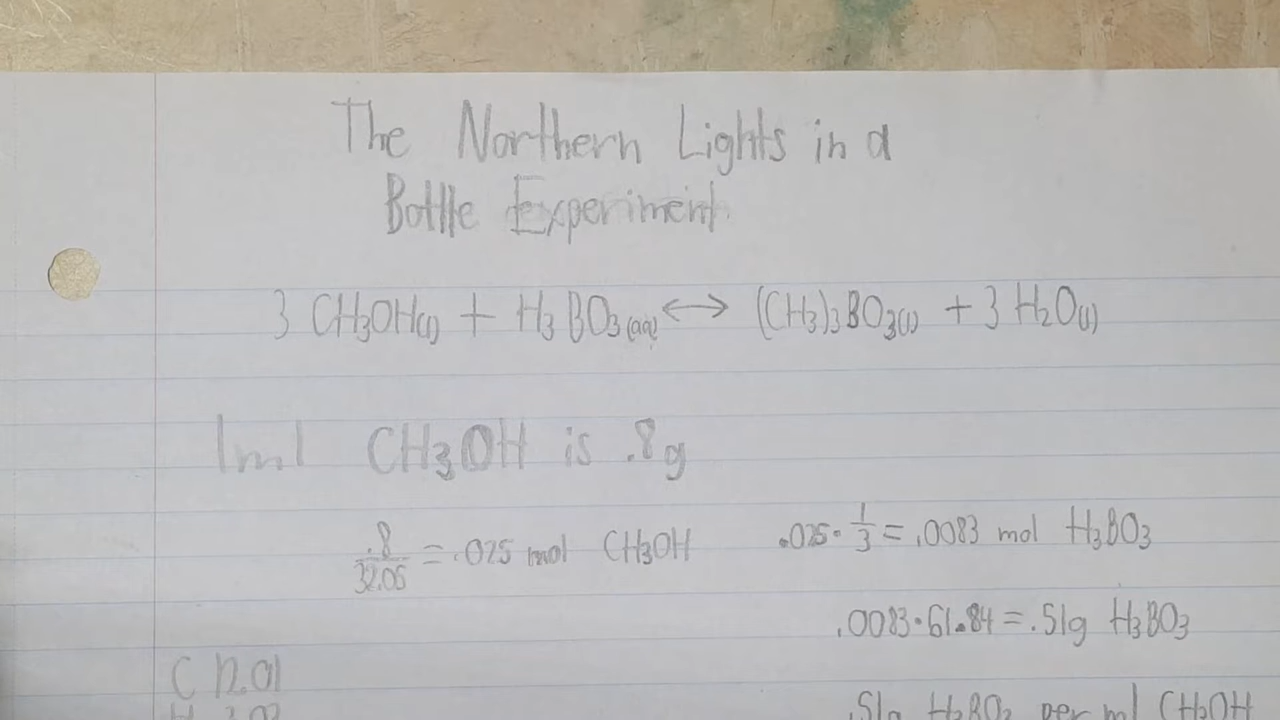 The Northern Lights in a
Bottle Experiment
3 CH3OH(l) + H3BO3(aq) ↔ (CH3)3BO3(l) + 3 H2O(l)
1ml CH3OH is .8g
.8/32.05 = .025 mol CH3OH
.025 · 1/3 = .0083 mol H3BO3
.0083 · 61.84 = .51g H3BO3
C 12.01
.51g H3BO3 per ml CH3OH